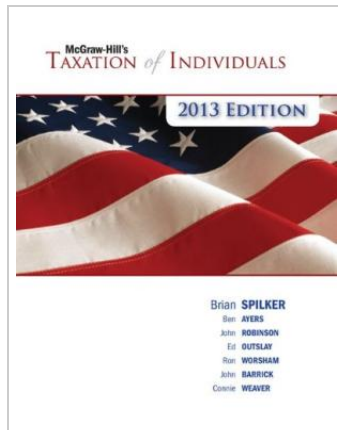 McGraw-Hill's
TAXATION of INDIVIDUALS
2013 EDITION
Brian SPILKER
Ben AYERS
John ROBINSON
Ed OUTSLAY
Ron WORSHAM
John BARRICK
Connie WEAVER